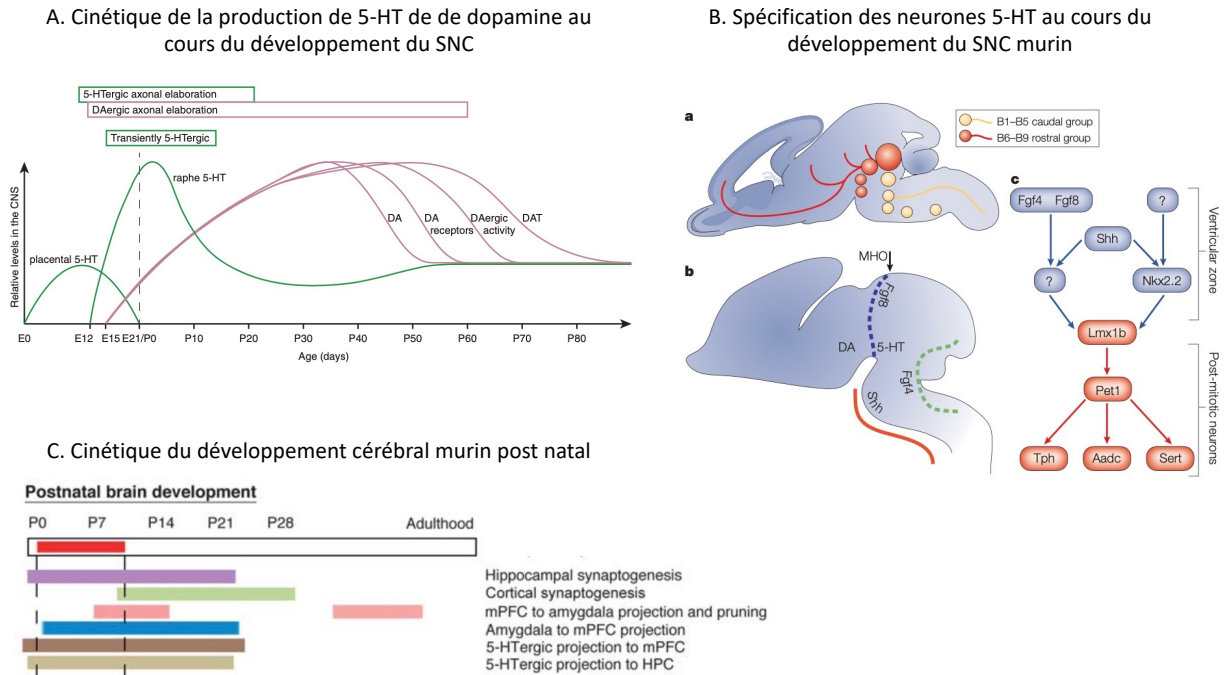 A. Cinétique de la production de 5-HT de de dopamine au
cours du développement du SNC
5-HTergic axonal elaboration
DAergic axonal elaboration
Transiently 5-HTergic
raphe 5-HT
placental 5-HT
DA
DA
receptors
DAergic
activity
DAT
Relative levels in the CNS
E0
E12
E15
E21/P0
P10
P20
P30
P40
P50
P60
P70
P80
Age (days)
B. Spécification des neurones 5-HT au cours du
développement du SNC murin
a
B1–B5 caudal group
B6–B9 rostral group
b
MHO
Fgf8
DA
5-HT
Fgf4
Shh
c
Fgf4 Fgf8
?
Shh
?
Nkx2.2
Lmx1b
Pet1
Tph
Aadc
Sert
Ventricular zone
Post-mitotic neurons
C. Cinétique du développement cérébral murin post natal
Postnatal brain development
P0 P7 P14 P21 P28 Adulthood
Hippocampal synaptogenesis
Cortical synaptogenesis
mPFC to amygdala projection and pruning
Amygdala to mPFC projection
5-HTergic projection to mPFC
5-HTergic projection to HPC